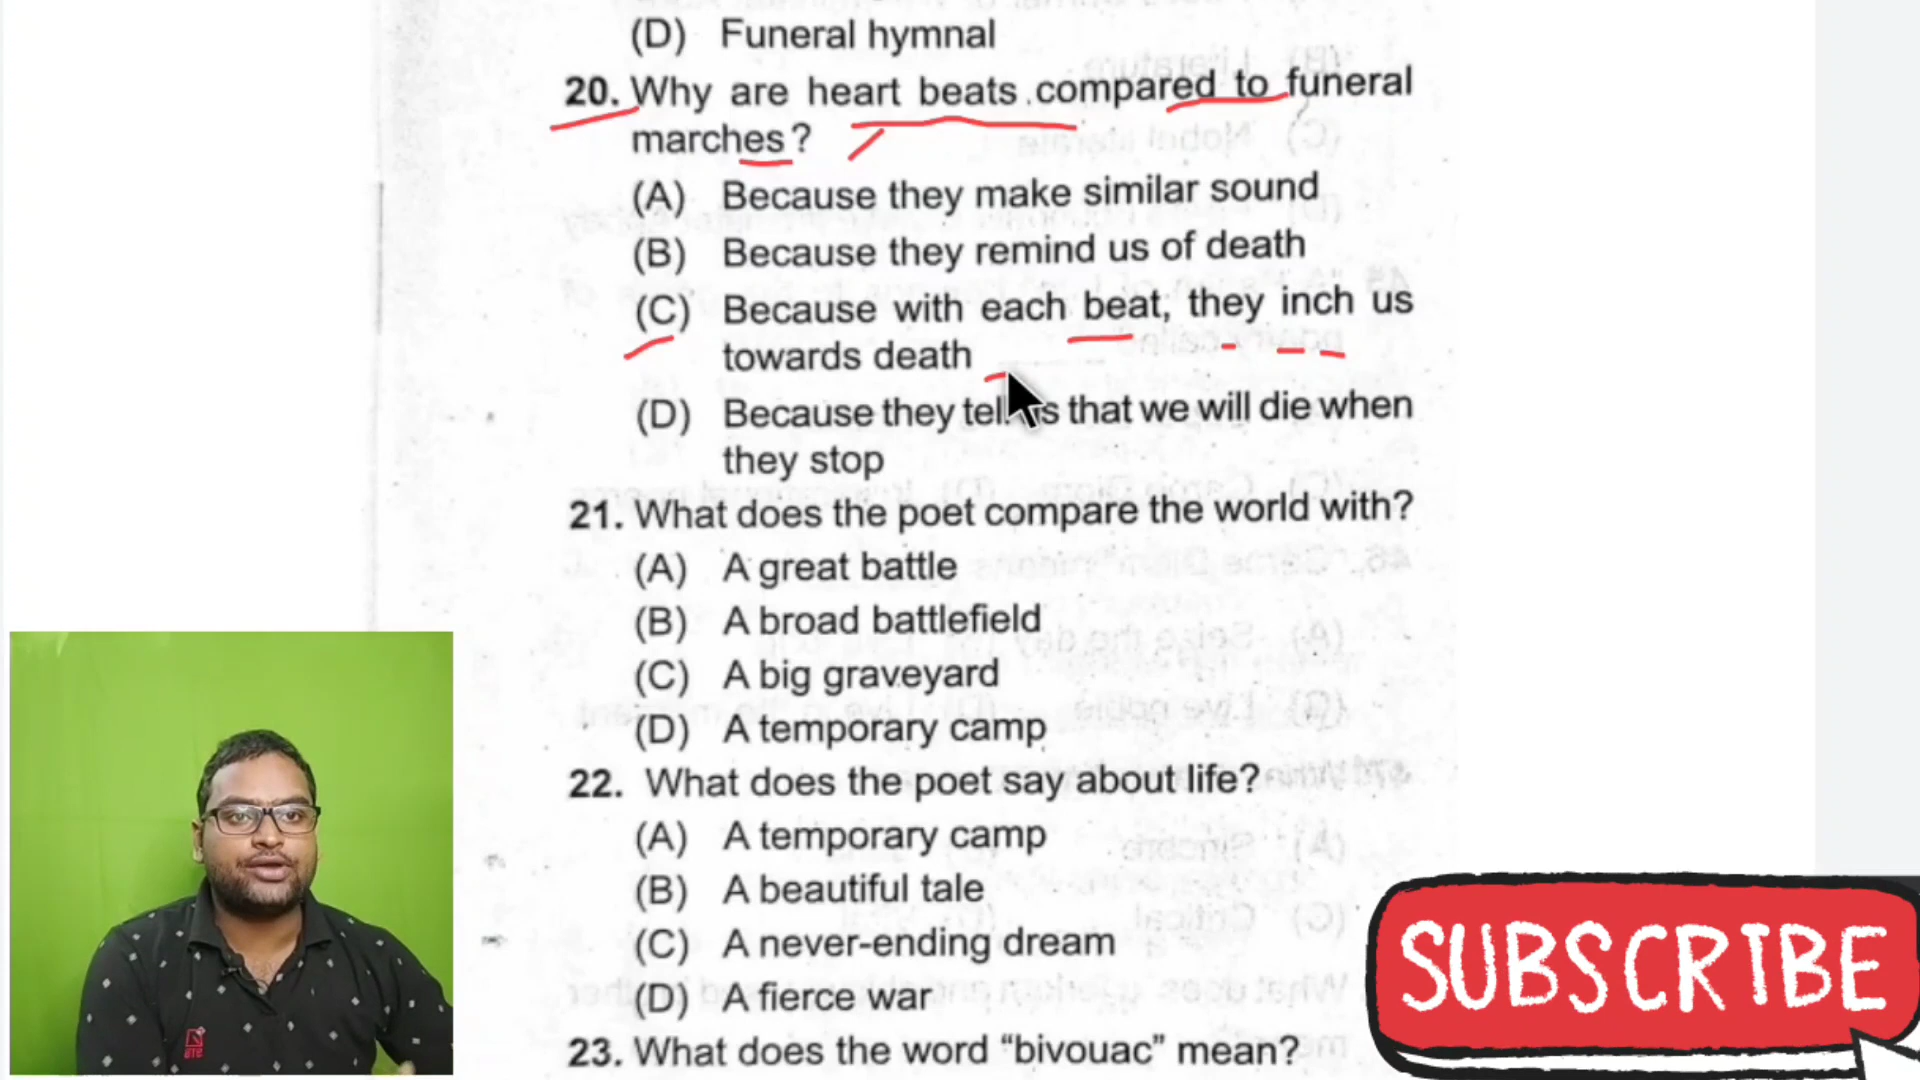 (D) Funeral hymnal
20. Why are heart beats compared to funeral
marches?
(A) Because they make similar sound
(B) Because they remind us of death
(C) Because with each beat, they inch us
towards death
(D) Because they tell us that we will die when
they stop
21. What does the poet compare the world with?
(A) A great battle
(B) A broad battlefield
(C) A big graveyard
(D) A temporary camp
22. What does the poet say about life?
(A) A temporary camp
(B) A beautiful tale
(C) A never-ending dream
(D) A fierce war
23. What does the word “bivouac” mean?
SUBSCRIBE